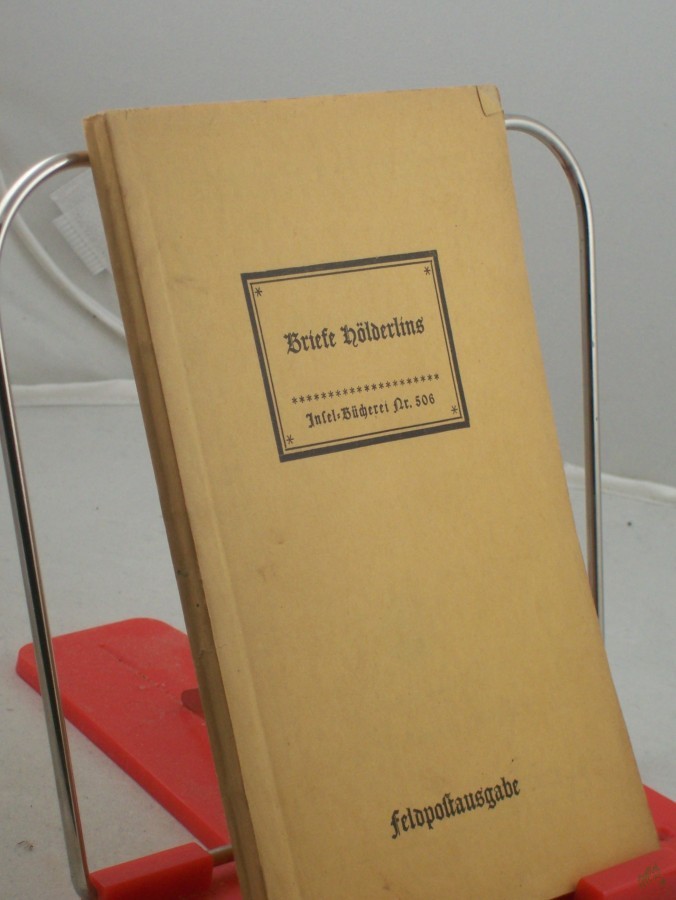 Briefe Hölderlins
*********************
Insel-Bücherei Nr. 506
Feldpostausgabe